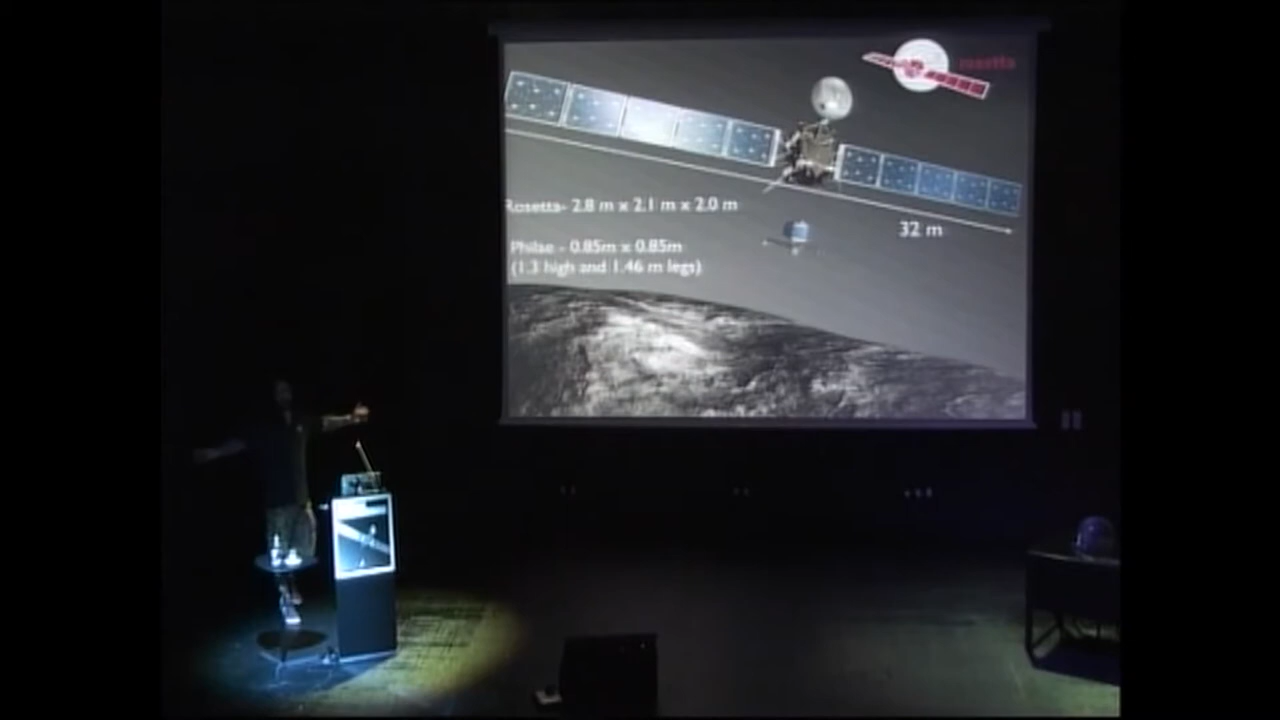 rosetta
Rosetta- 2.8 m x 2.1 m x 2.0 m
32 m
Philae - 0.85m x 0.85m
(1.3 high and 1.46 m legs)